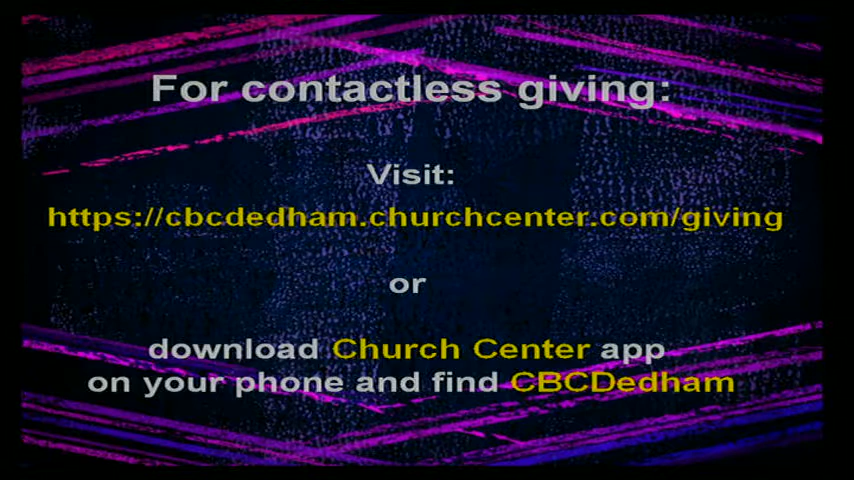 For contactless giving:
Visit:
https://cbcdedham.churchcenter.com/giving
or
download Church Center app
on your phone and find CBCDedham